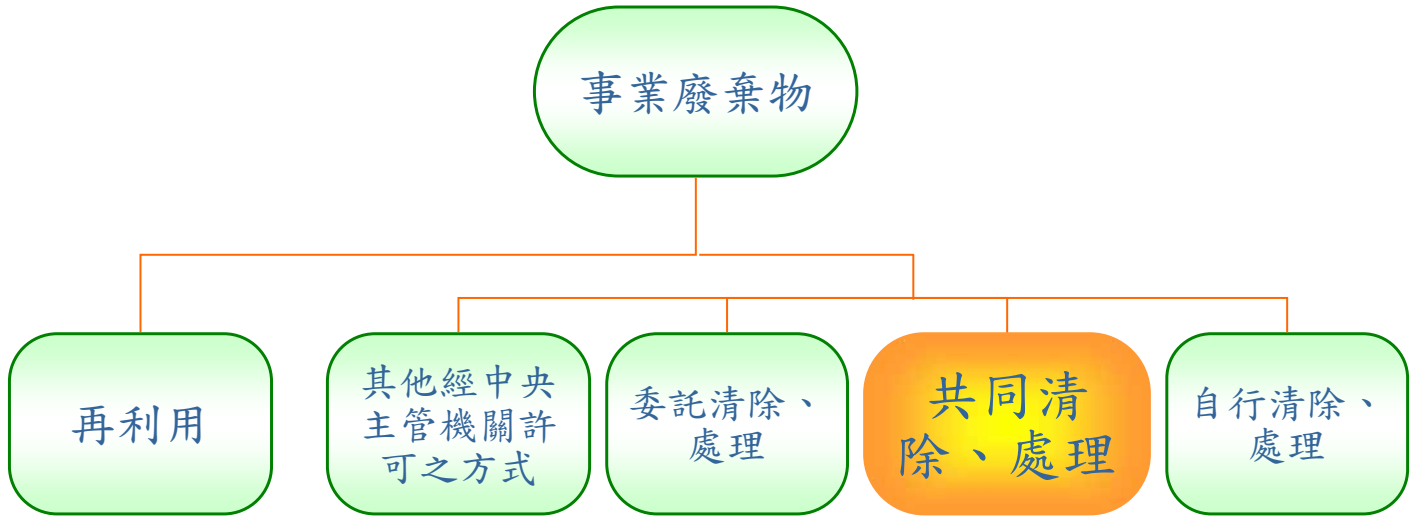 事業廢棄物
再利用
其他經中央
主管機關許
可之方式
委託清除、
處理
共同清
除、處理
自行清除、
處理